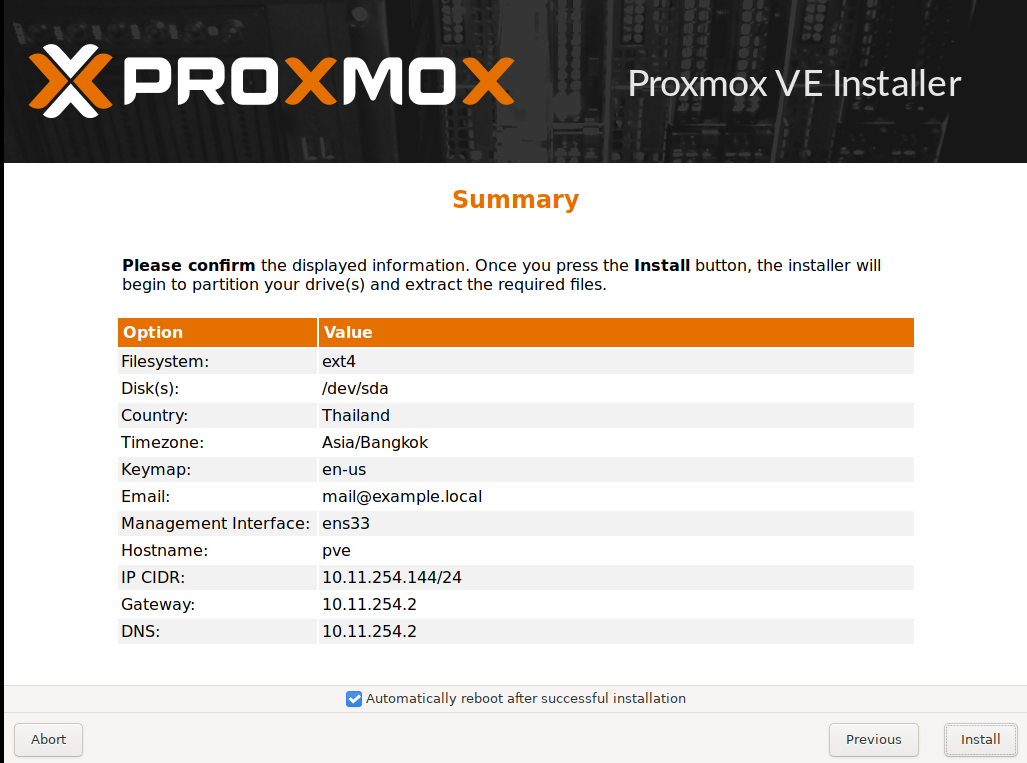 PROXMOX
Proxmox VE Installer
Summary
Please confirm the displayed information. Once you press the Install button, the installer will
begin to partition your drive(s) and extract the required files.
Option Value
Filesystem: ext4
Disk(s): /dev/sda
Country: Thailand
Timezone: Asia/Bangkok
Keymap: en-us
Email: mail@example.local
Management Interface: ens33
Hostname: pve
IP CIDR: 10.11.254.144/24
Gateway: 10.11.254.2
DNS: 10.11.254.2
Automatically reboot after successful installation
Abort Previous Install